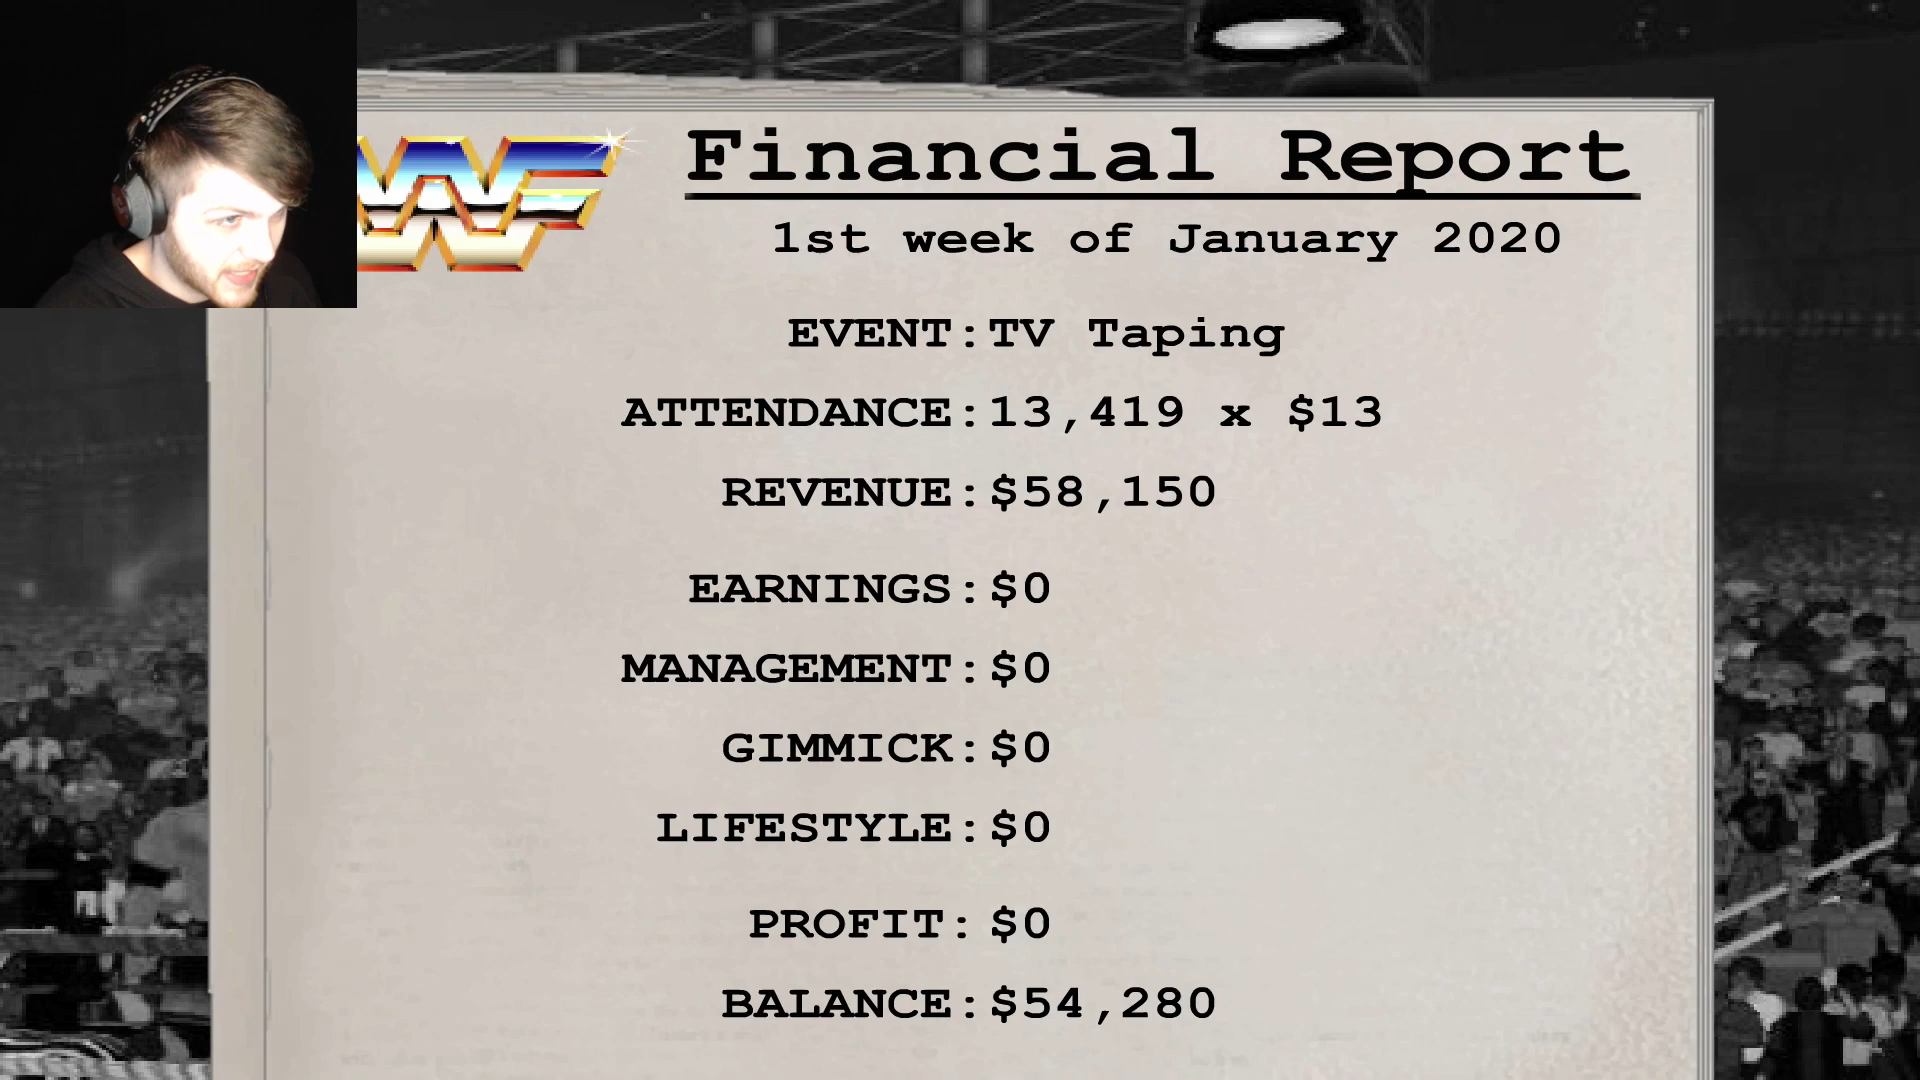 WF
Financial Report
1st week of January 2020
EVENT: TV Taping
ATTENDANCE: 13,419 x $13
REVENUE: $58,150
EARNINGS: $0
MANAGEMENT: $0
GIMMICK: $0
LIFESTYLE: $0
PROFIT: $0
BALANCE: $54,280